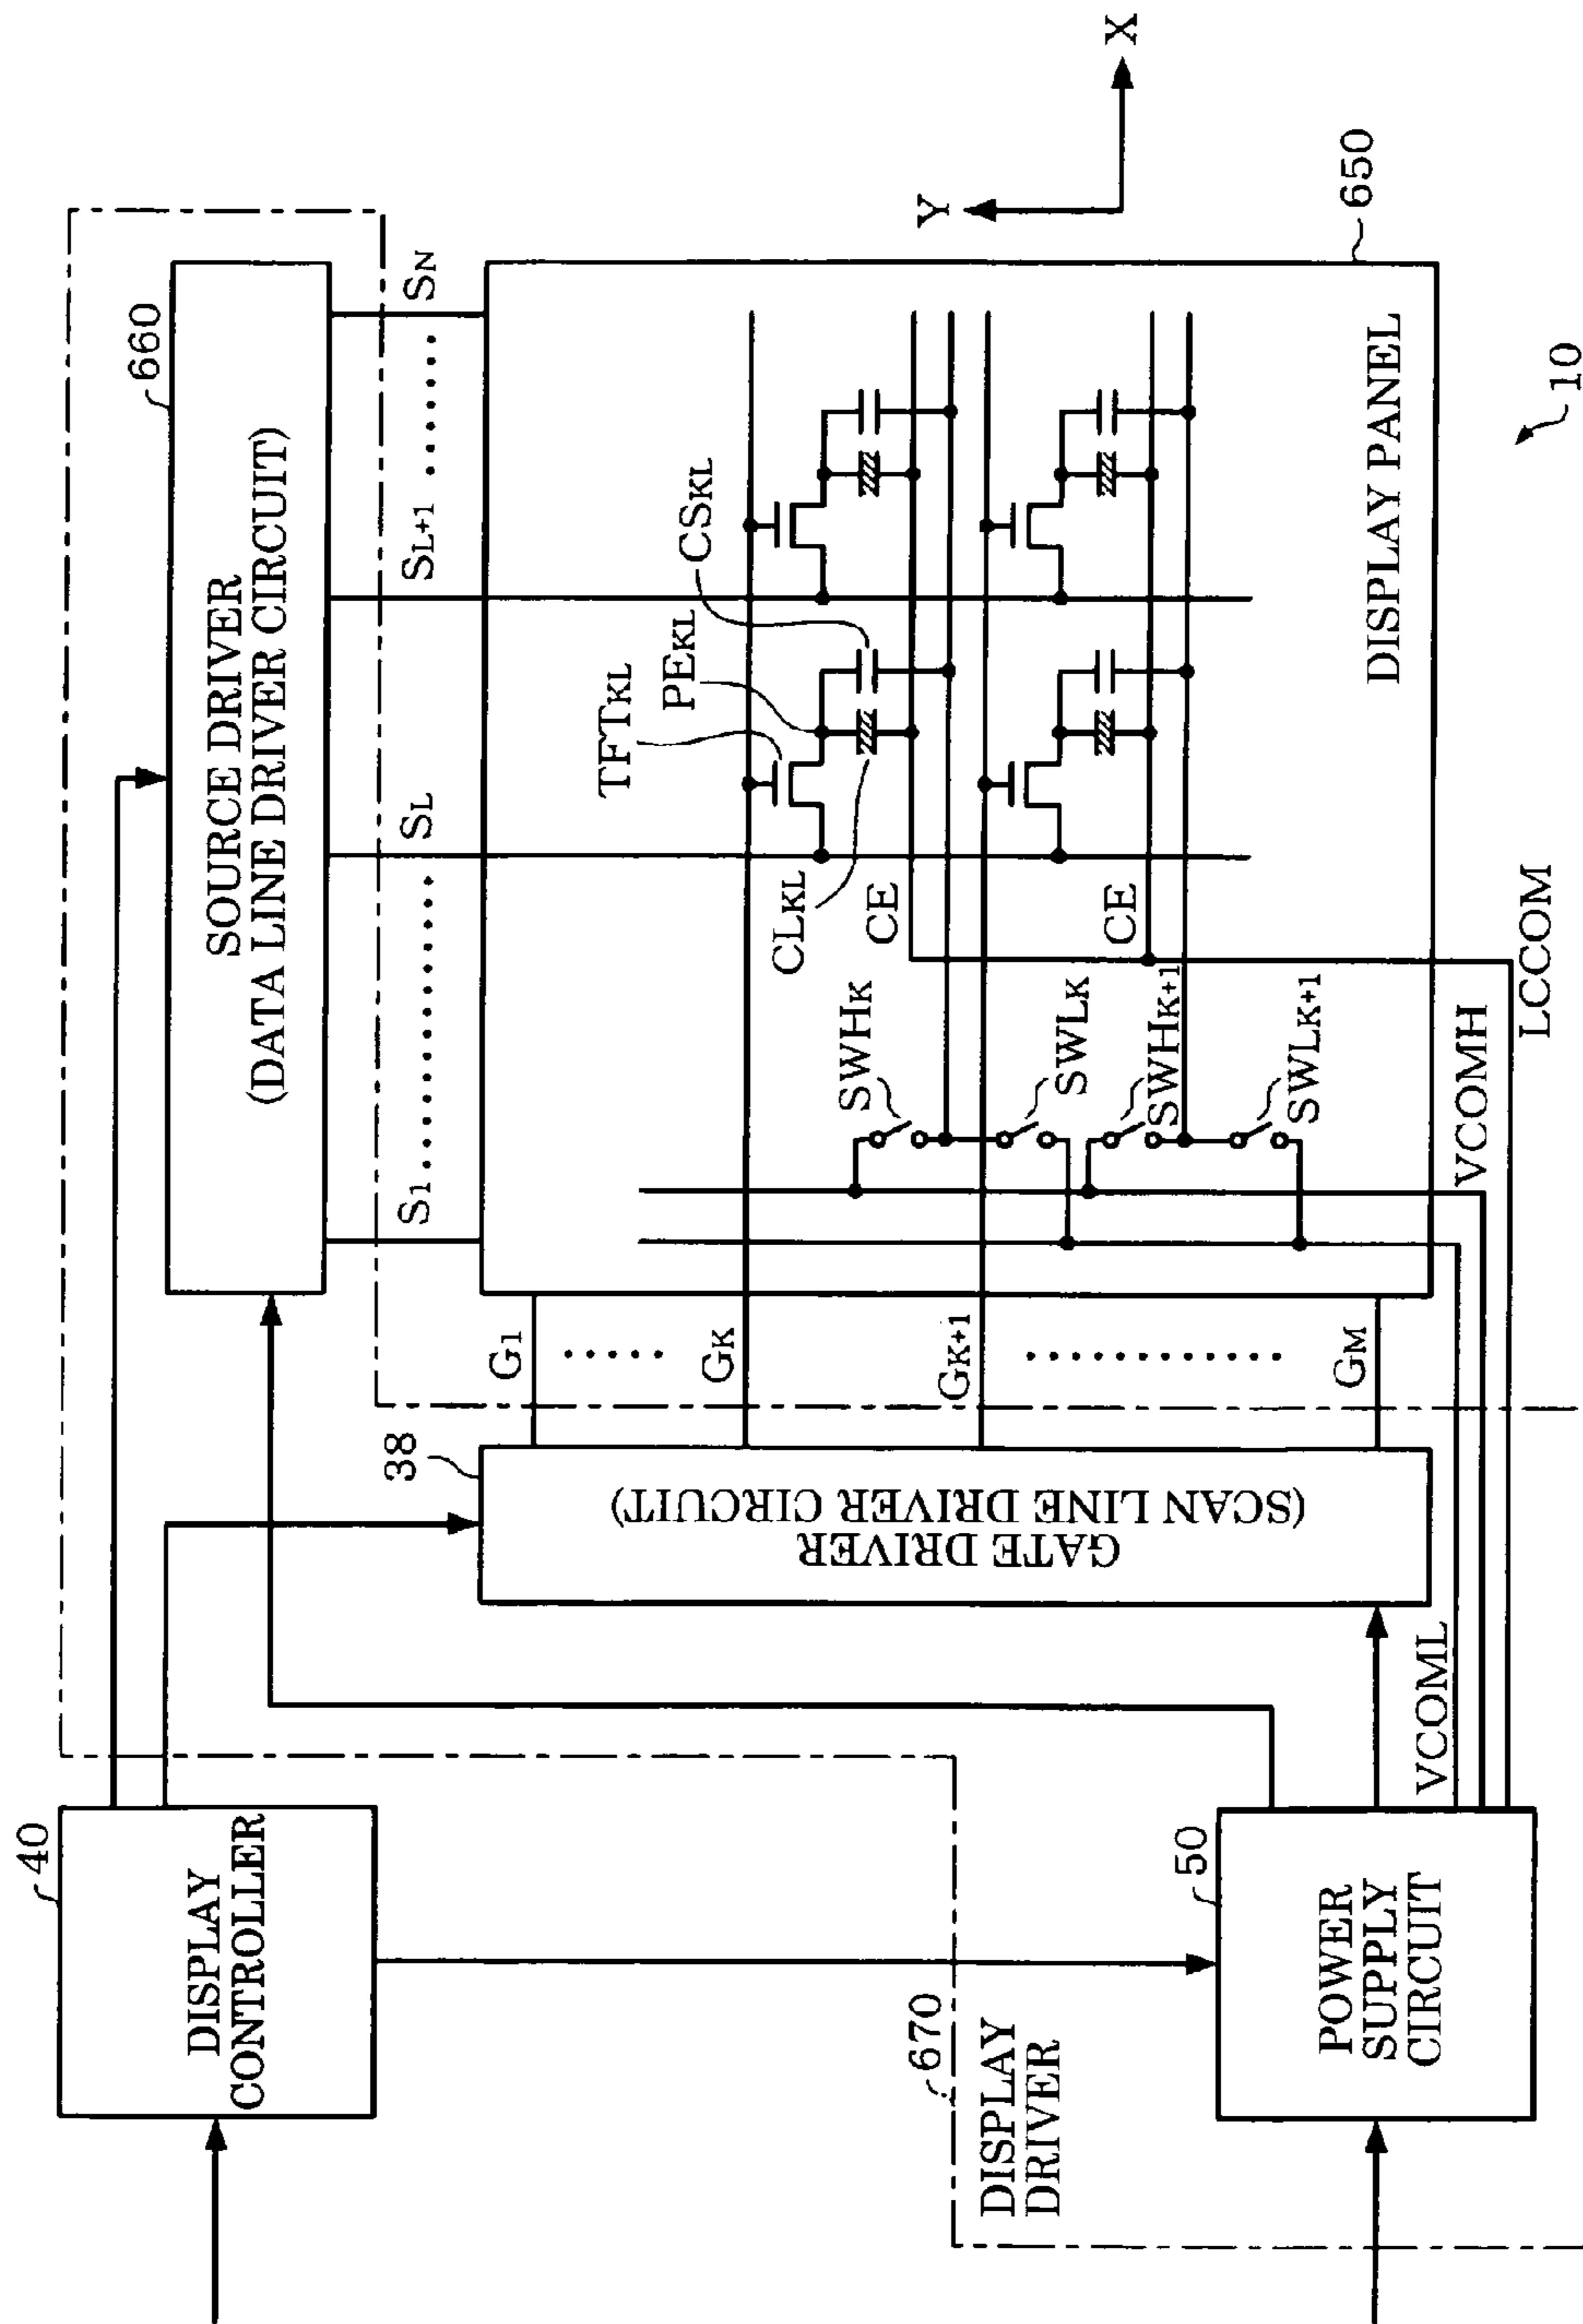 40
DISPLAY
CONTROLLER
660
SOURCE DRIVER
(DATA LINE DRIVER CIRCUIT)
S1 ................ SL
SL+1 ....... SN
38
GATE DRIVER
(SCAN LINE DRIVER CIRCUIT)
G1
.....
GK
GK+1
............
GM
TFTKL
PEKL
CSKL
CLKL
CE
CE
SWHK
SWLK
SWHK+1
SWLK+1
DISPLAY PANEL
650
Y
X
670
DISPLAY
DRIVER
50
POWER
SUPPLY
CIRCUIT
VCOML
VCOMH
LCCOM
10